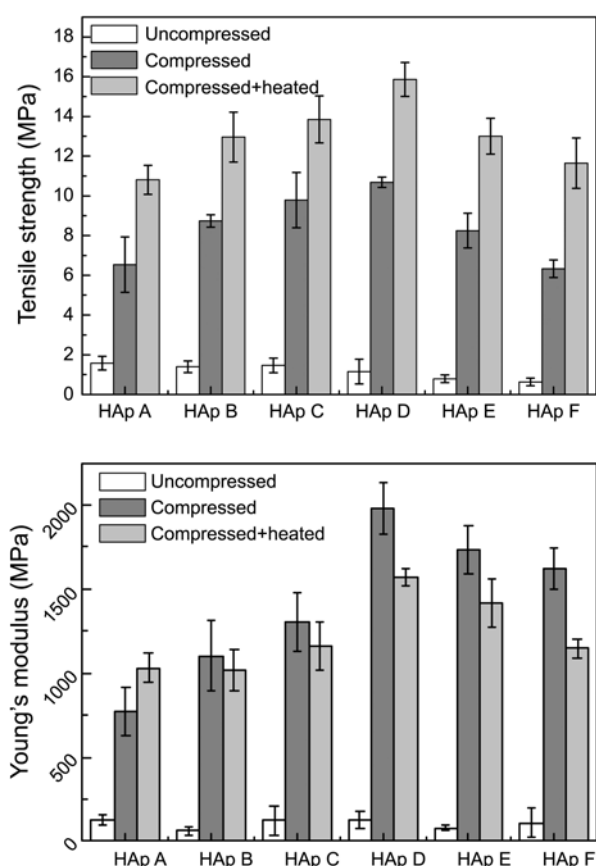 18
16
14
12
10
8
6
4
2
0
Tensile strength (MPa)
Uncompressed
Compressed
Compressed+heated
HAp A HAp B HAp C HAp D HAp E HAp F
2000
1500
1000
500
0
Young's modulus (MPa)
Uncompressed
Compressed
Compressed+heated
HAp A HAp B HAp C HAp D HAp E HAp F